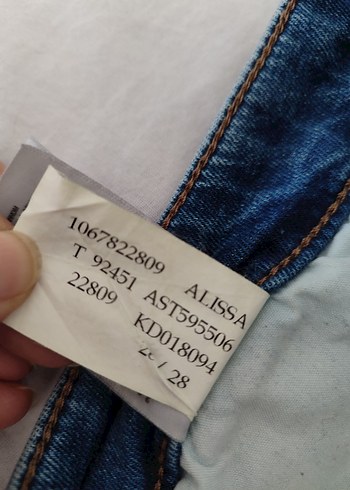 1067822809 ALISSA
T 92451 AST595506
22809 KD018094
/ 28